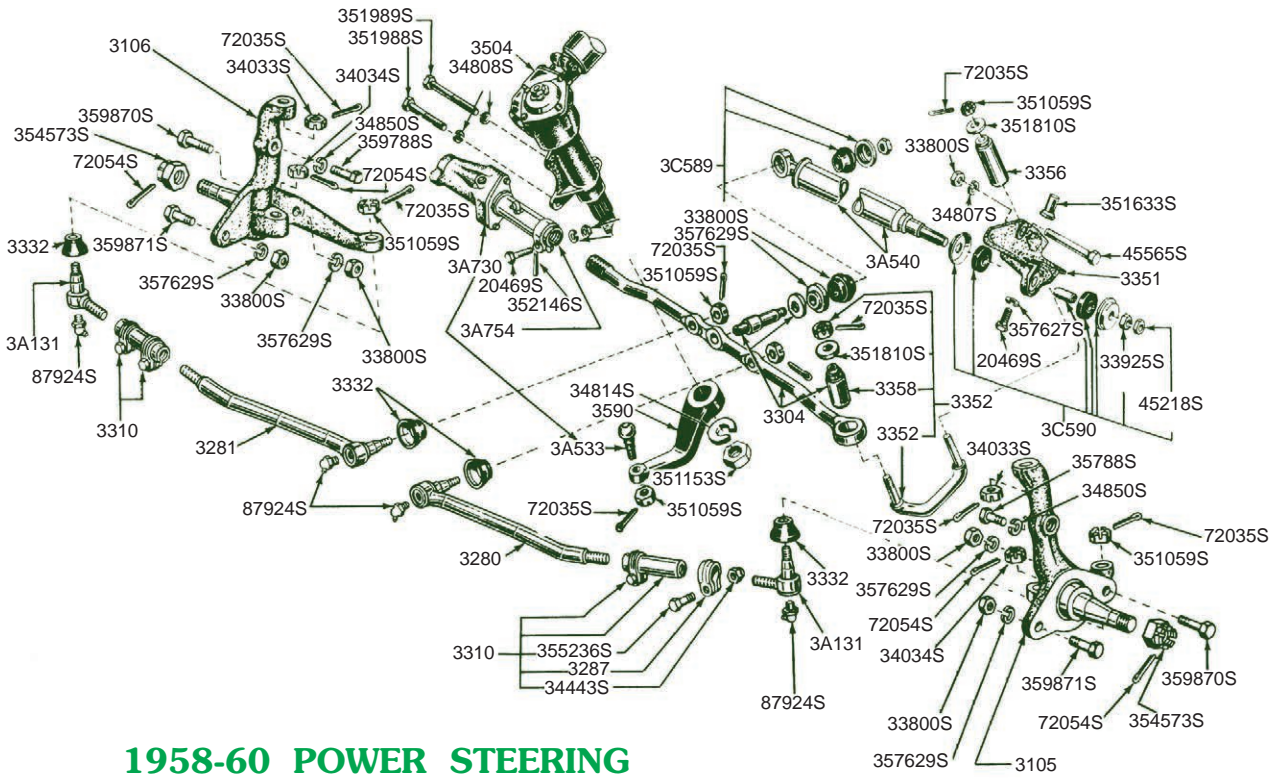 351989S
351988S
3106
72035S
34033S
34034S
3504
34808S
72035S
351059S
351810S
359870S
34850S
359788S
354573S
72054S
33800S
3C589
3356
72054S
34807S
351633S
72035S
33800S
3332
359871S
351059S
357629S
45565S
3A730
72035S
3A540
3351
357629S
20469S
351059S
72035S
33800S
352146S
3A131
3A754
357627S
357629S
351810S
20469S
33925S
33800S
87924S
3332
34814S
3358
3590
3304
3352
45218S
3310
3281
3A533
3352
3C590
34033S
35788S
351153S
34850S
87924S
72035S
351059S
72035S
72035S
3280
33800S
351059S
3332
357629S
72054S
3310
355236S
3A131
34034S
3287
34443S
359871S
359870S
87924S
33800S
72054S
354573S
357629S
3105
1958-60 POWER STEERING